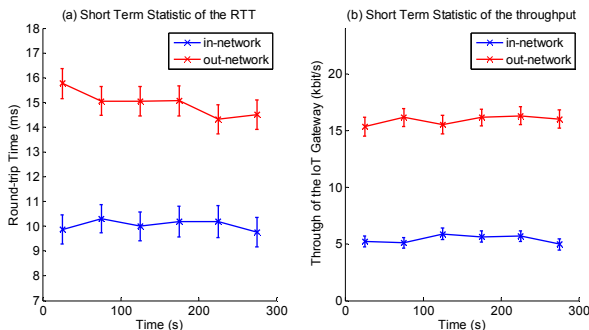 (a) Short Term Statistic of the RTT
18
17
16
15
14
13
12
11
10
9
8
7
Round-trip Time (ms)
in-network
out-network
0
100
200
300
Time (s)
(b) Short Term Statistic of the throughput
20
15
10
5
0
Throutgh of the IoT Gateway (kbit/s)
in-network
out-network
0
100
200
300
Time (s)